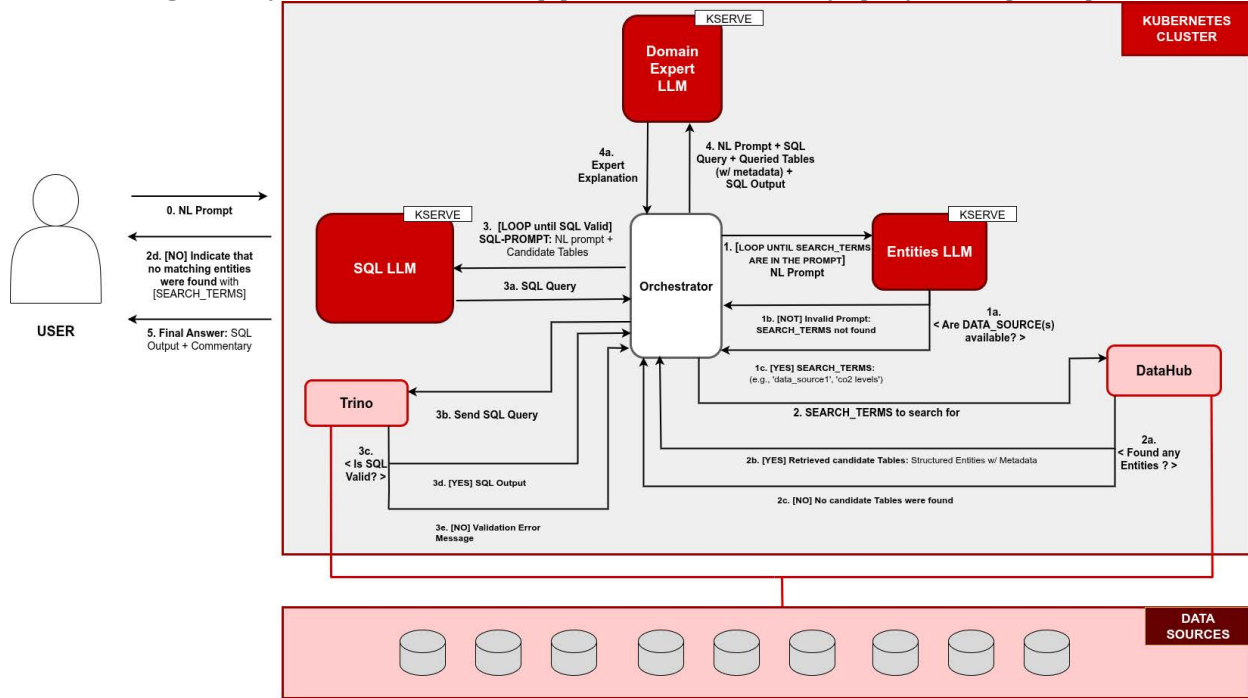 KSERVE
KUBERNETES
CLUSTER
Domain
Expert
LLM
4a.
Expert
Explanation
4. NL Prompt + SQL
Query + Queried Tables
(w/ metadata) +
SQL Output
0. NL Prompt
2d. [NO] Indicate that
no matching entities
were found with
[SEARCH_TERMS]
5. Final Answer: SQL
Output + Commentary
USER
KSERVE
SQL LLM
3. [LOOP until SQL Valid]
SQL-PROMPT: NL prompt +
Candidate Tables
3a. SQL Query
Orchestrator
KSERVE
Entities LLM
1. [LOOP UNTIL SEARCH_TERMS
ARE IN THE PROMPT]
NL Prompt
1b. [NOT] Invalid Prompt:
SEARCH_TERMS not found
1a.
< Are DATA_SOURCE(s)
available? >
1c. [YES] SEARCH_TERMS:
(e.g., 'data_source1', 'co2 levels')
DataHub
2. SEARCH_TERMS to search for
Trino
3b. Send SQL Query
3c.
< Is SQL
Valid? >
3d. [YES] SQL Output
3e. [NO] Validation Error
Message
2a.
< Found any
Entities ? >
2b. [YES] Retrieved candidate Tables: Structured Entities w/ Metadata
2c. [NO] No candidate Tables were found
DATA
SOURCES